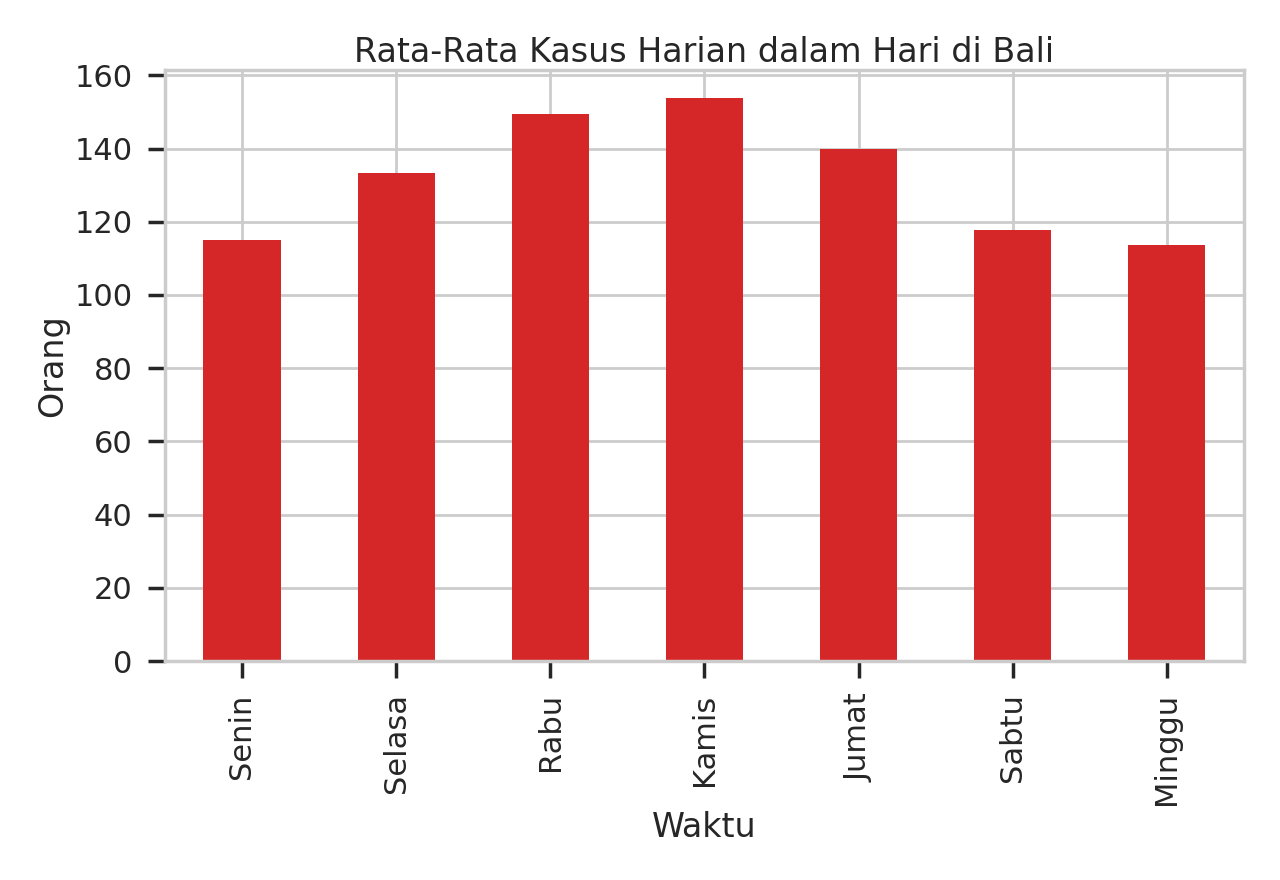 Rata-Rata Kasus Harian dalam Hari di Bali
160
140
120
100
80
60
40
20
0
Orang
Senin
Selasa
Rabu
Kamis
Jumat
Sabtu
Minggu
Waktu